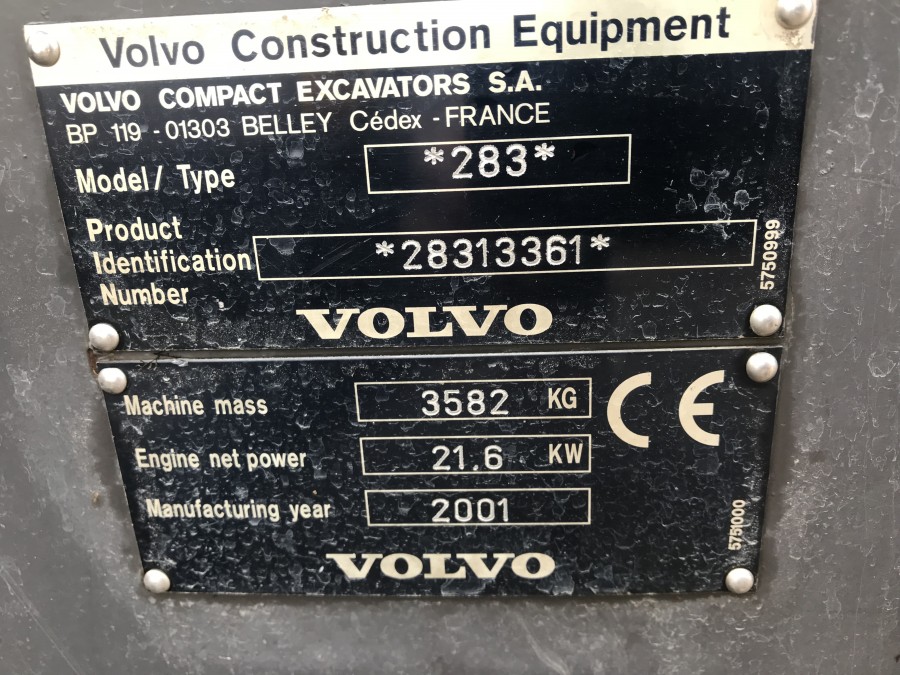 Volvo Construction Equipment
VOLVO COMPACT EXCAVATORS S.A.
BP 119 - 01303 BELLEY Cédex - FRANCE
Model / Type *283*
Product
Identification *28313361*
Number
5750999
VOLVO
Machine mass 3582 KG
CE
Engine net power 21.6 KW
Manufacturing year 2001
5751000
VOLVO